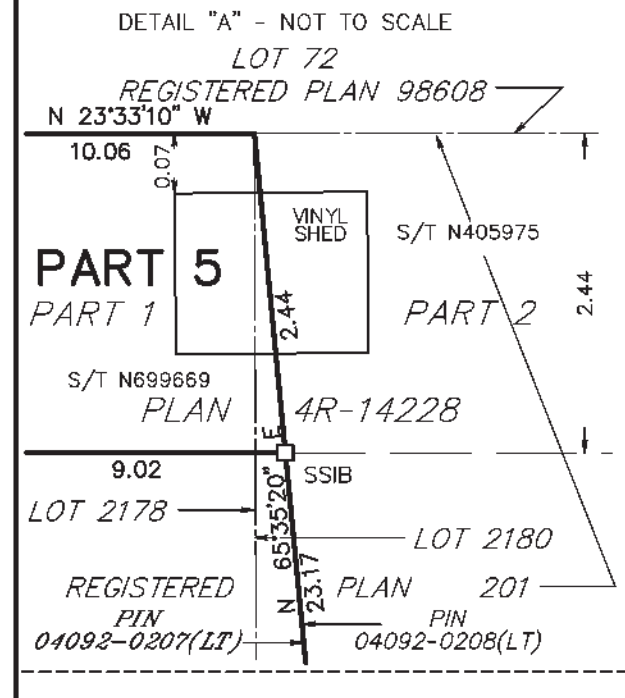 DETAIL "A" - NOT TO SCALE
LOT 72
REGISTERED PLAN 98608
N 23°33'10" W
10.06
0.07
VINYL
SHED
S/T N405975
PART 5
PART 1
2.44
PART 2
2.44
S/T N699669
PLAN 4R-14228
9.02
SSIB
N 65°35'20" E
LOT 2178
LOT 2180
23.17
REGISTERED PLAN 201
PIN
04092-0207(LT)
PIN
04092-0208(LT)